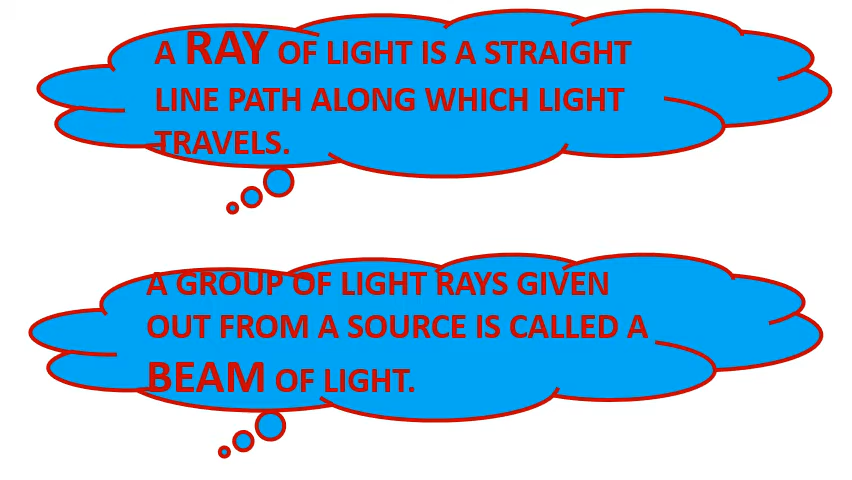 A RAY OF LIGHT IS A STRAIGHT
LINE PATH ALONG WHICH LIGHT
TRAVELS.
A GROUP OF LIGHT RAYS GIVEN
OUT FROM A SOURCE IS CALLED A
BEAM OF LIGHT.